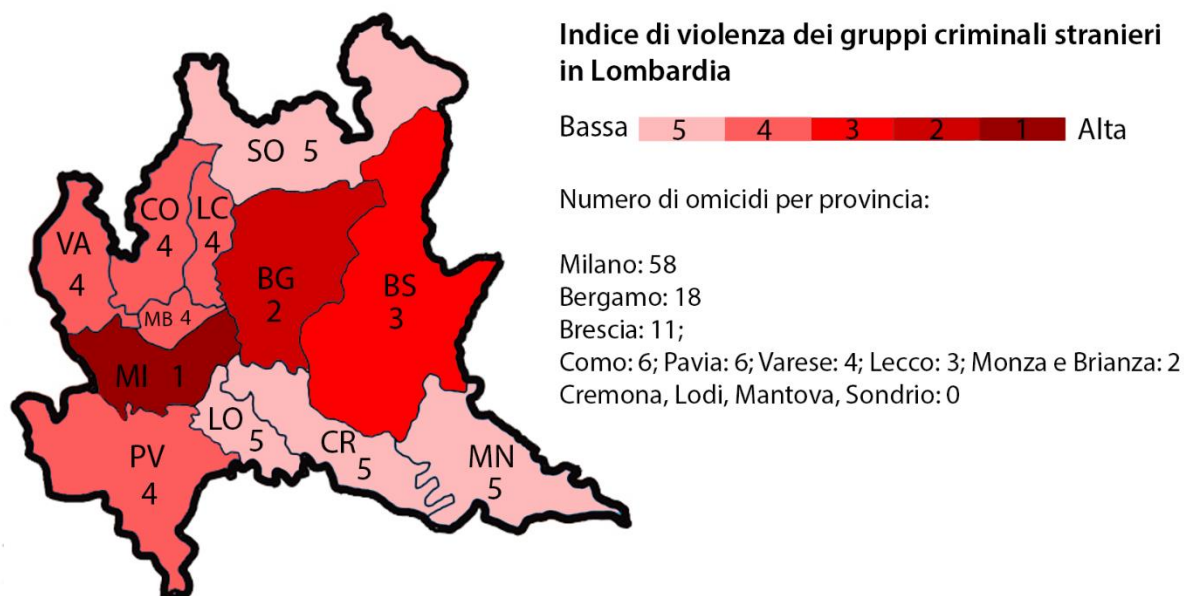 Indice di violenza dei gruppi criminali stranieri
in Lombardia
Bassa 5 4 3 2 1 Alta
Numero di omicidi per provincia:
Milano: 58
Bergamo: 18
Brescia: 11;
Como: 6; Pavia: 6; Varese: 4; Lecco: 3; Monza e Brianza: 2
Cremona, Lodi, Mantova, Sondrio: 0
SO 5
CO
4
LC
4
VA
4
BG
2
BS
3
MB 4
MI 1
LO
5
CR
5
MN
5
PV
4